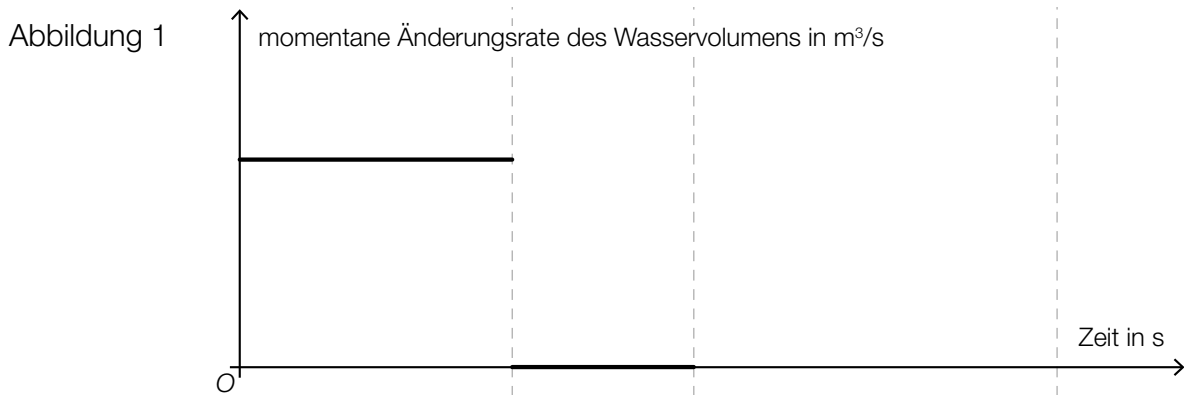 Abbildung 1
momentane Änderungsrate des Wasservolumens in m³/s
Zeit in s
O